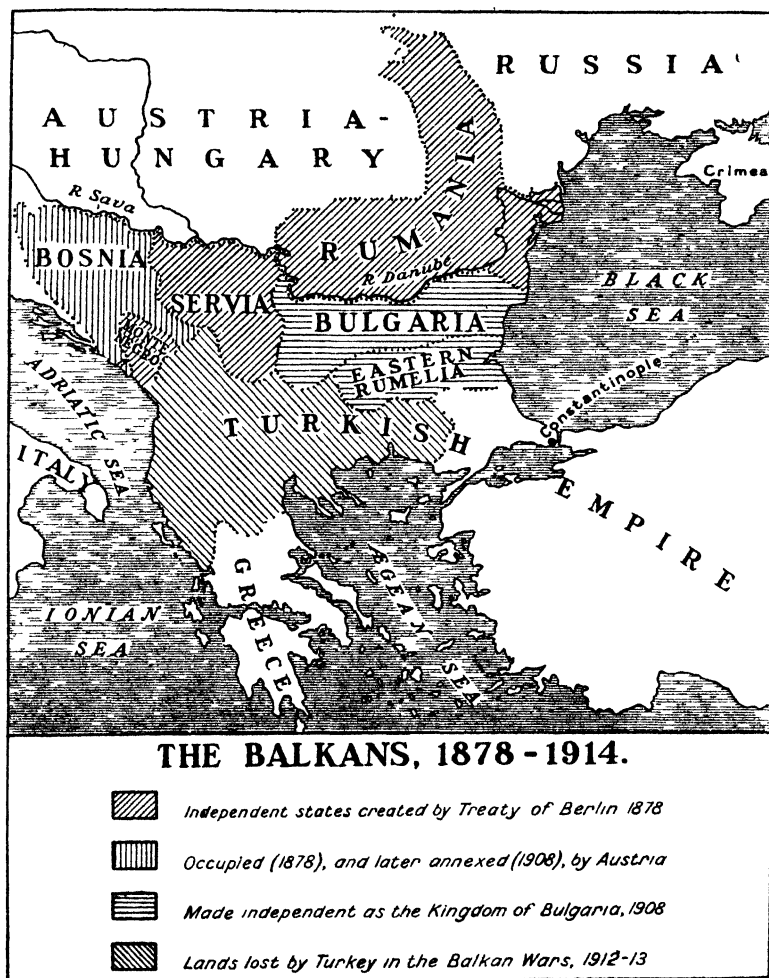 RUSSIA
AUSTRIA-
HUNGARY
Crimea
R Sava
RUMANIA
BOSNIA
R Danube
SERVIA
BLACK
SEA
BULGARIA
MONTE
NEGRO
EASTERN
RUMELIA
ADRIATIC SEA
Constantinople
TURKISH
EMPIRE
ITALY
GREECE
ÆGEAN SEA
IONIAN
SEA
THE BALKANS, 1878-1914.
Independent states created by Treaty of Berlin 1878
Occupied (1878), and later annexed (1908), by Austria
Made independent as the Kingdom of Bulgaria, 1908
Lands lost by Turkey in the Balkan Wars, 1912-13